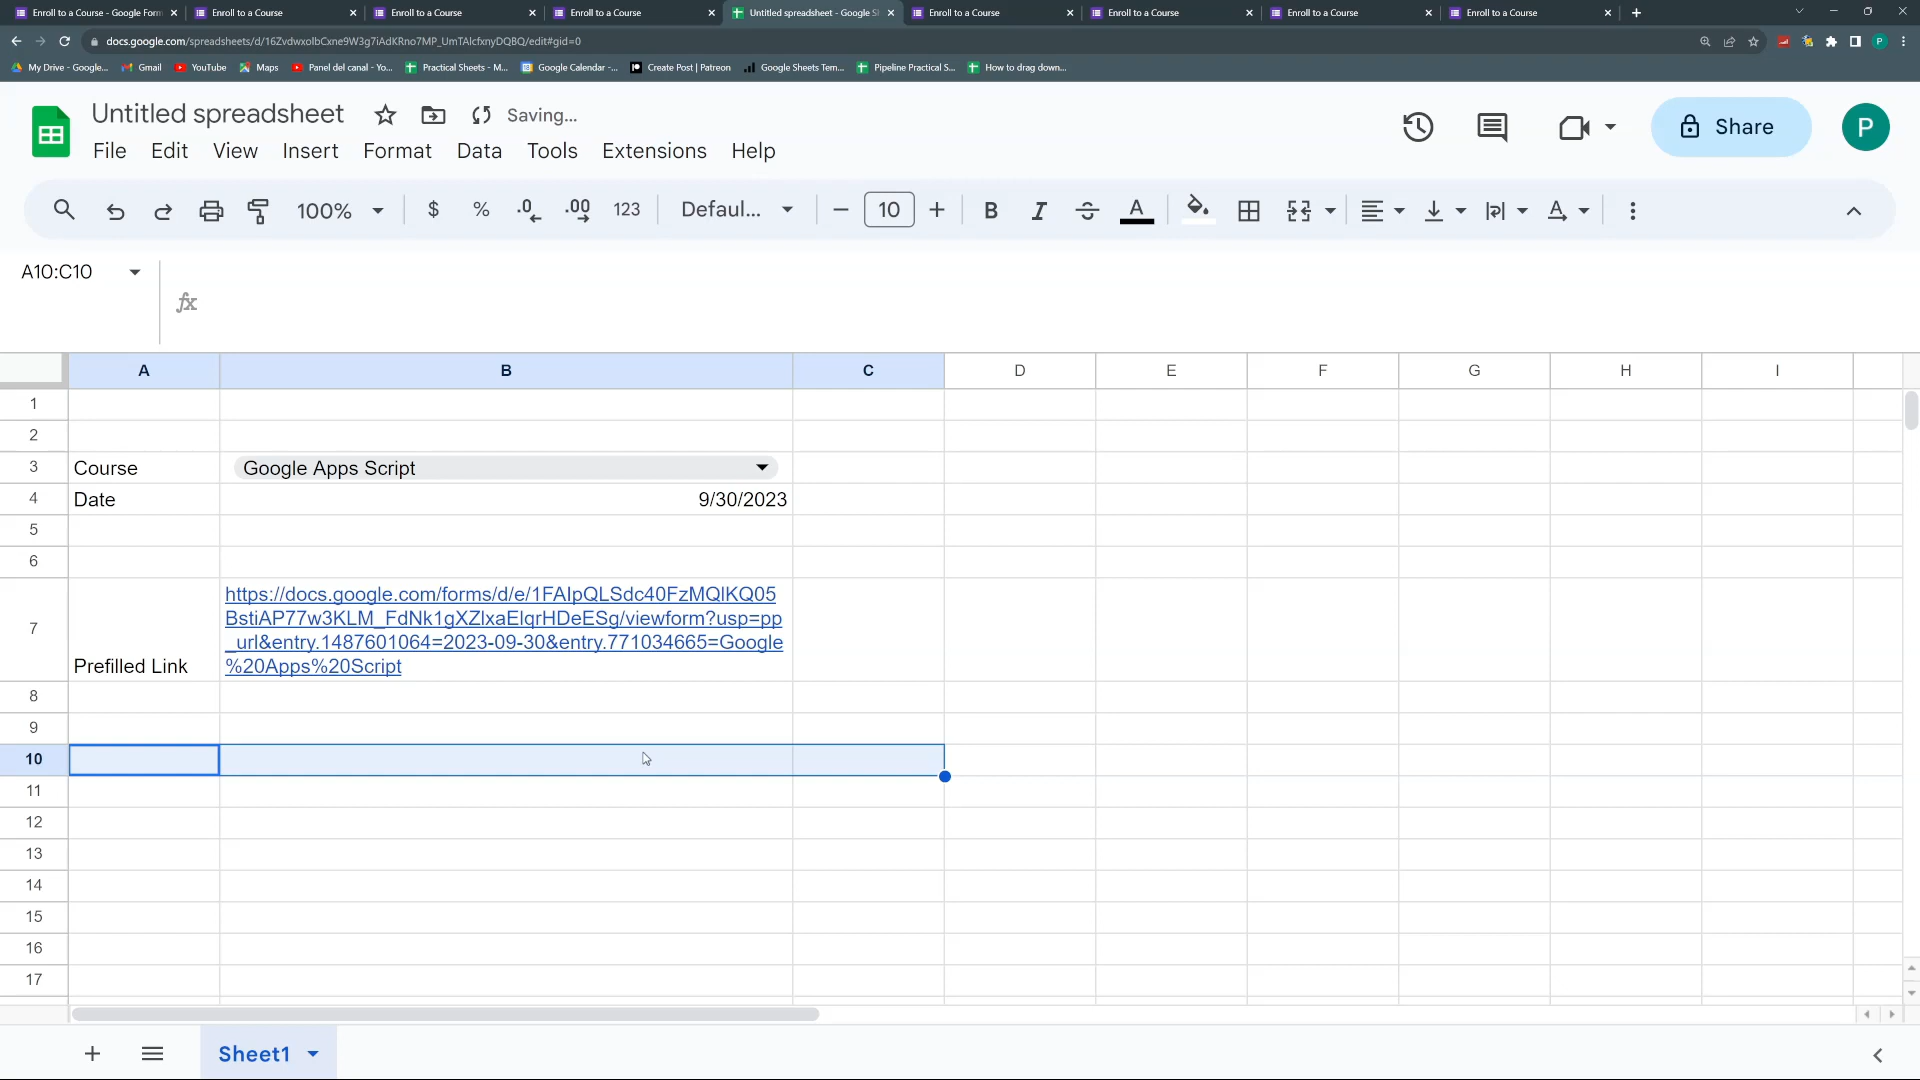 Enroll to a Course - Google Form
Enroll to a Course
Enroll to a Course
Enroll to a Course
Untitled spreadsheet - Google S
Enroll to a Course
Enroll to a Course
Enroll to a Course
Enroll to a Course
docs.google.com/spreadsheets/d/16ZvdwxolbCxne9W3g7iAdKRno7MP_UmTAlcfxnyDQBQ/edit#gid=0
P
My Drive - Google...
Gmail
YouTube
Maps
Panel del canal - Yo...
Practical Sheets - M...
Google Calendar -...
Create Post | Patreon
Google Sheets Tem...
Pipeline Practical S...
How to drag down...
Untitled spreadsheet
Saving...
File Edit View Insert Format Data Tools Extensions Help
Share
P
100%
$ % .0 .00 123
Defaul...
10
B I A
A10:C10
fx
A B C D E F G H I
1
2
3 Course Google Apps Script
4 Date 9/30/2023
5
6
https://docs.google.com/forms/d/e/1FAIpQLSdc40FzMQlKQ05
BstiAP77w3KLM_FdNk1gXZlxaElqrHDeESg/viewform?usp=pp
7
_url&entry.1487601064=2023-09-30&entry.771034665=Google
Prefilled Link %20Apps%20Script
8
9
10
11
12
13
14
15
16
17
Sheet1